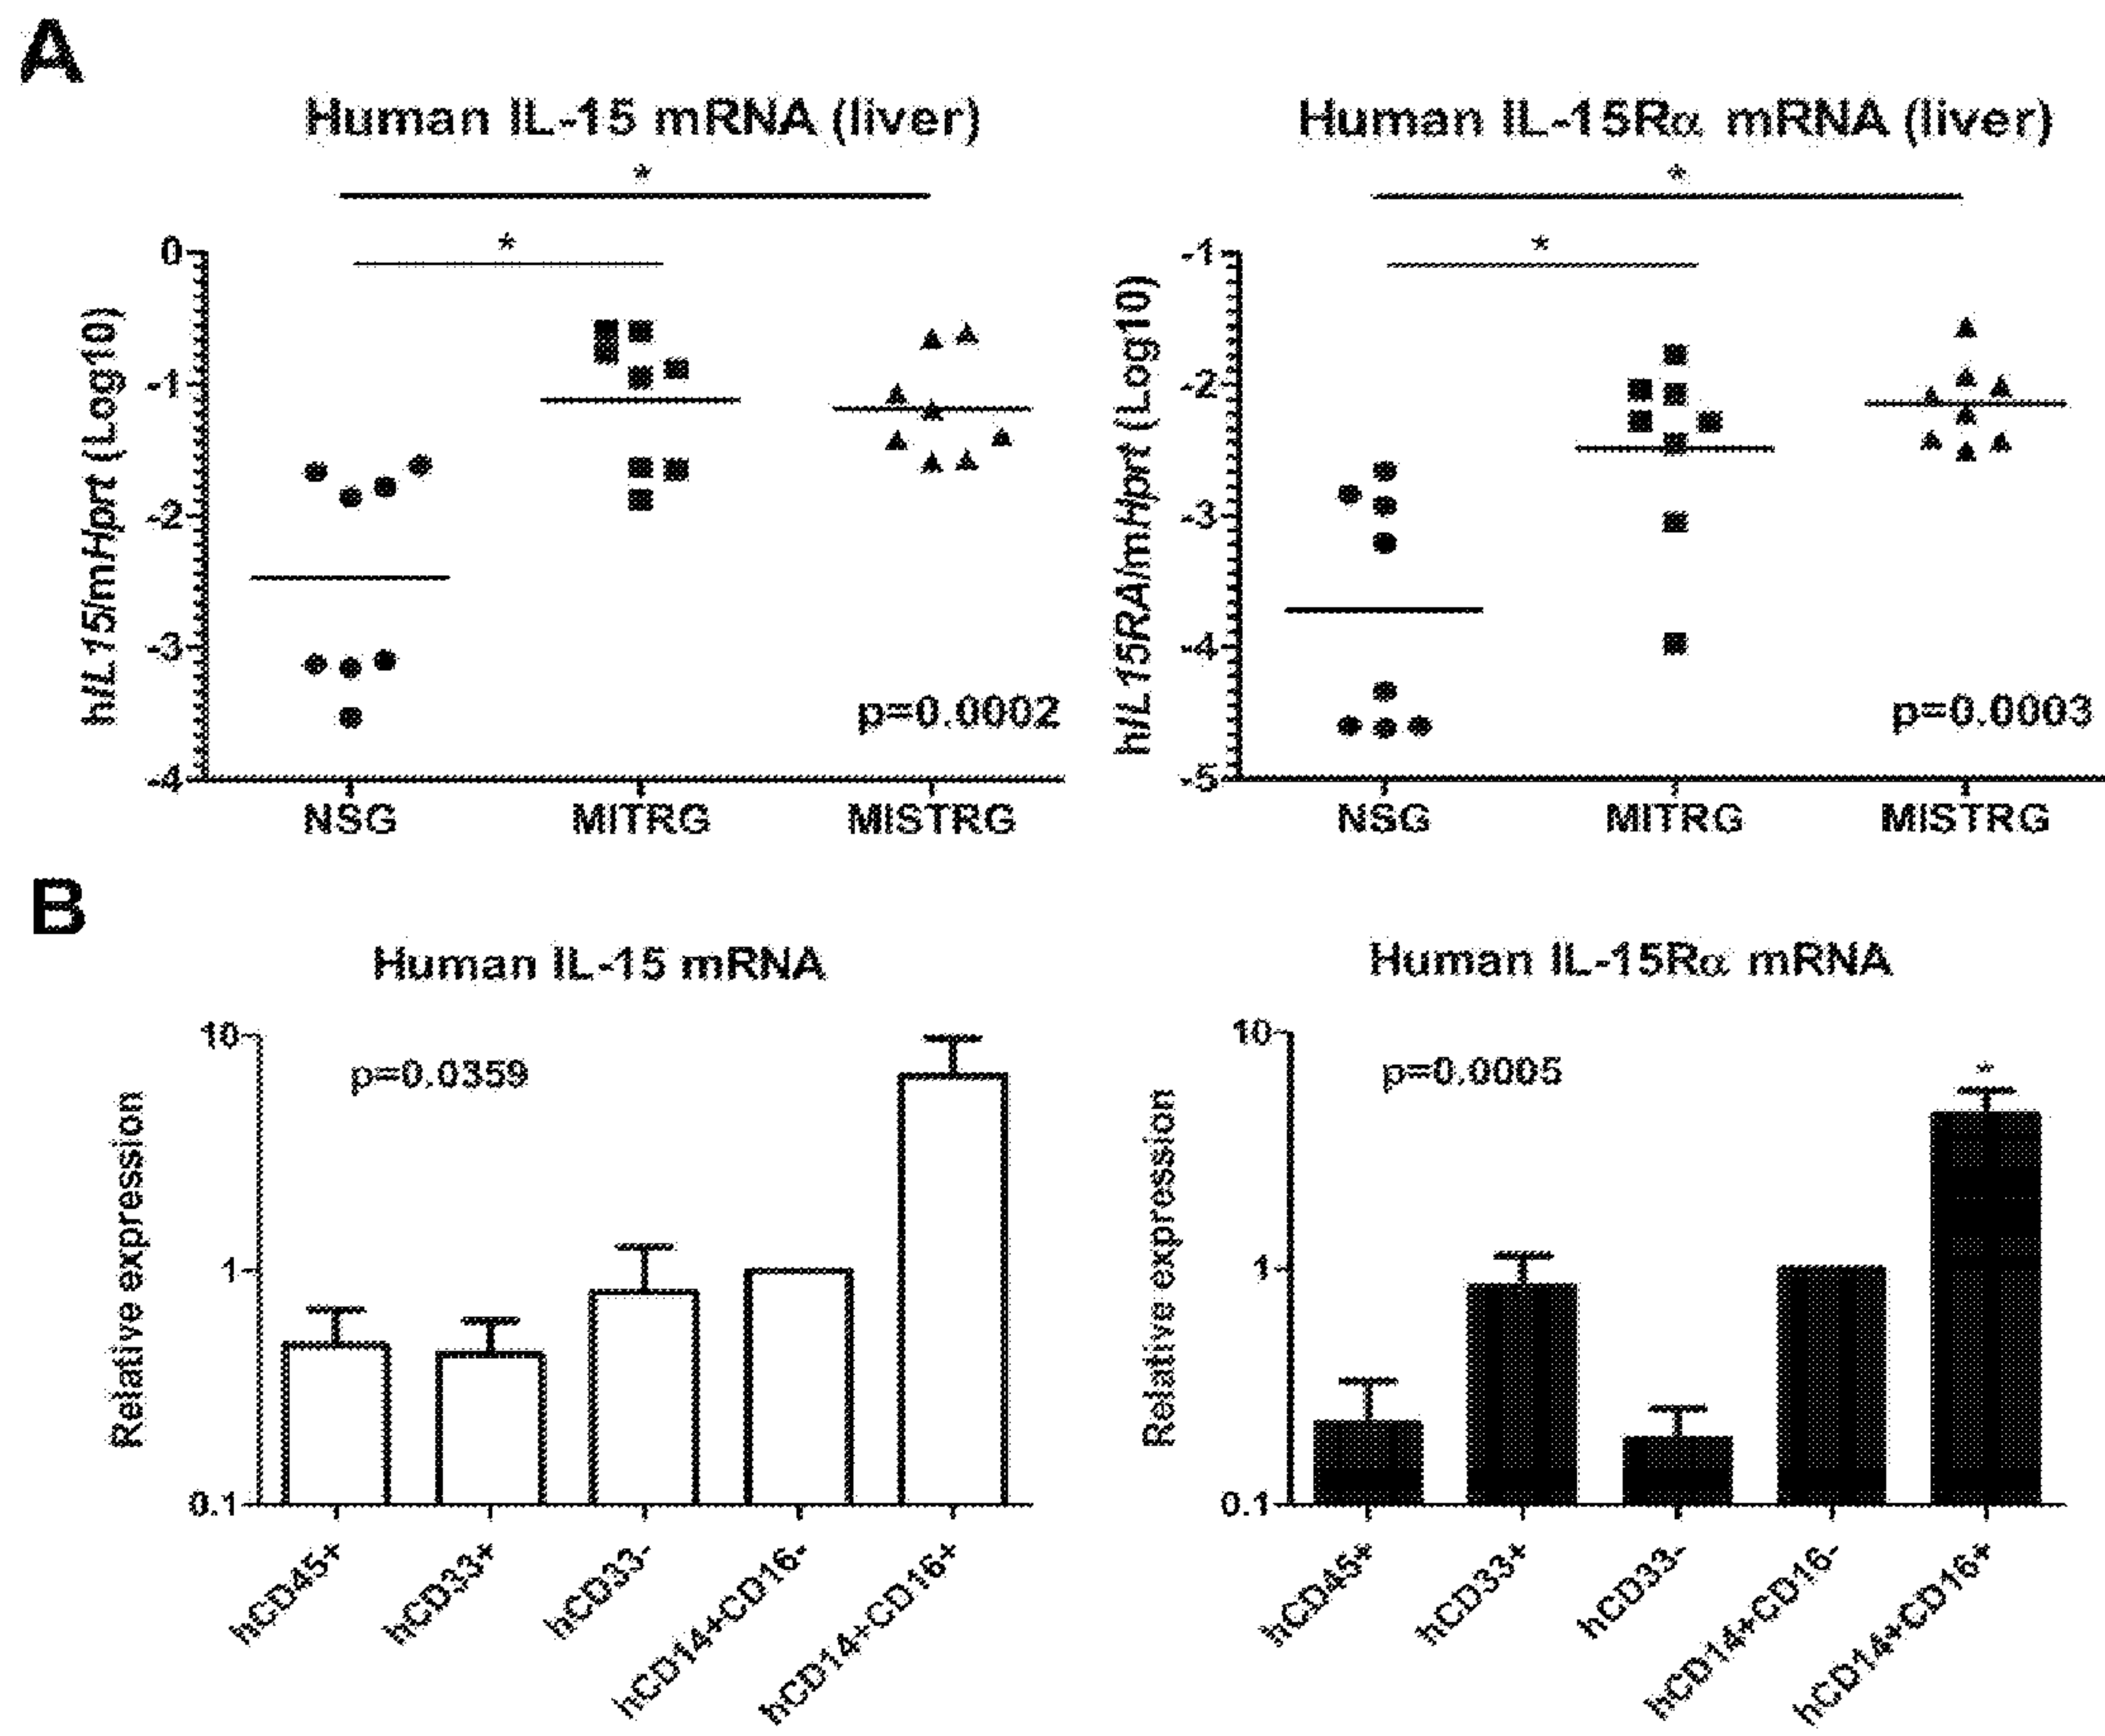 A
Human IL-15 mRNA (liver)
*
*
hIL15/mHprt (Log10)
0
-1
-2
-3
-4
NSG MITRG MISTRG
p=0.0002
Human IL-15Rα mRNA (liver)
*
*
hIL15RA/mHprt (Log10)
-1
-2
-3
-4
-5
NSG MITRG MISTRG
p=0.0003
B
Human IL-15 mRNA
p=0.0359
Relative expression
10
1
0.1
hCD45+
hCD33+
hCD33-
hCD14+CD16-
hCD14+CD16+
Human IL-15Rα mRNA
p=0.0005
*
Relative expression
10
1
0.1
hCD45+
hCD33+
hCD33-
hCD14+CD16-
hCD14+CD16+